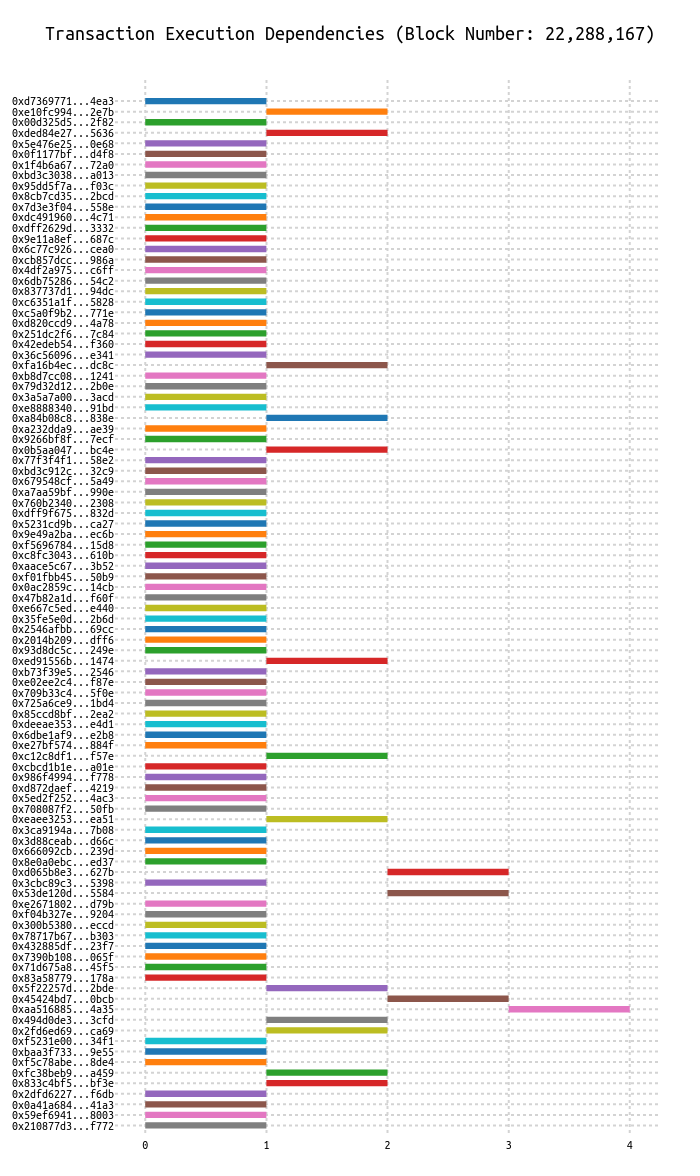 Transaction Execution Dependencies (Block Number: 22,288,167)
0xd7369771...4ea3
0xe10fc994...2e7b
0x00d325d5...2f82
0xded84e27...5636
0x5e476e25...0e68
0x0f1177bf...d4f8
0x1f4b6a67...72a0
0xbd3c3038...a013
0x95dd5f7a...f03c
0x8cb7cd35...2bcd
0x7d3e3f04...558e
0xdc491960...4c71
0xdff2629d...3332
0x9e11a8ef...687c
0x6c77c926...cea0
0xcb857dcc...986a
0x4df2a975...c6ff
0x6db75286...54c2
0x837737d1...94dc
0xc6351a1f...5828
0xc5a0f9b2...771e
0xd820ccd9...4a78
0x251dc2f6...7c84
0x42edeb54...f360
0x36c56096...e341
0xfa16b4ec...dc8c
0xb8d7cc08...1241
0x79d32d12...2b0e
0x3a5a7a00...3acd
0xe8888340...91bd
0xa84b08c8...838e
0xa232dda9...ae39
0x9266bf8f...7ecf
0x0b5aa047...bc4e
0x77f3f4f1...58e2
0xbd3c912c...32c9
0x679548cf...5a49
0xa7aa59bf...990e
0x760b2340...2308
0xdff9f675...832d
0x5231cd9b...ca27
0x9e49a2ba...ec6b
0xf5696784...15d8
0xc8fc3043...610b
0xaace5c67...3b52
0xf01fbb45...50b9
0x0ac2859c...14cb
0x47b82a1d...f60f
0xe667c5ed...e440
0x35fe5e0d...2b6d
0x2546afbb...69cc
0x2014b209...dff6
0x93d8dc5c...249e
0xed91556b...1474
0xb73f39e5...2546
0xe02ee2c4...f87e
0x709b33c4...5f0e
0x725a6ce9...1bd4
0x85ccd8bf...2ea2
0xdeeae353...e4d1
0x6dbe1af9...e2b8
0xe27bf574...884f
0xc12c8df1...f57e
0xcbcd1b1e...a01e
0x986f4994...f778
0xd872daef...4219
0x5ed2f252...4ac3
0x708087f2...50fb
0xeaee3253...ea51
0x3ca9194a...7b08
0x3d88ceab...d66c
0x666092cb...239d
0x8e0a0ebc...ed37
0xd065b8e3...627b
0x3cbc89c3...5398
0x53de120d...5584
0xe2671802...d79b
0xf04b327e...9204
0x300b5380...eccd
0x78717b67...b303
0x432885df...23f7
0x7390b108...065f
0x71d675a8...45f5
0x83a58779...178a
0x5f22257d...2bde
0x45424bd7...0bcb
0xaa516885...4a35
0x494d0de3...3cfd
0x2fd6ed69...ca69
0xf5231e00...34f1
0xbaa3f733...9e55
0xf5c78abe...8de4
0xfc38beb9...a459
0x833c4bf5...bf3e
0x2dfd6227...f6db
0x0a41a684...41a3
0x59ef6941...8003
0x210877d3...f772
0 1 2 3 4